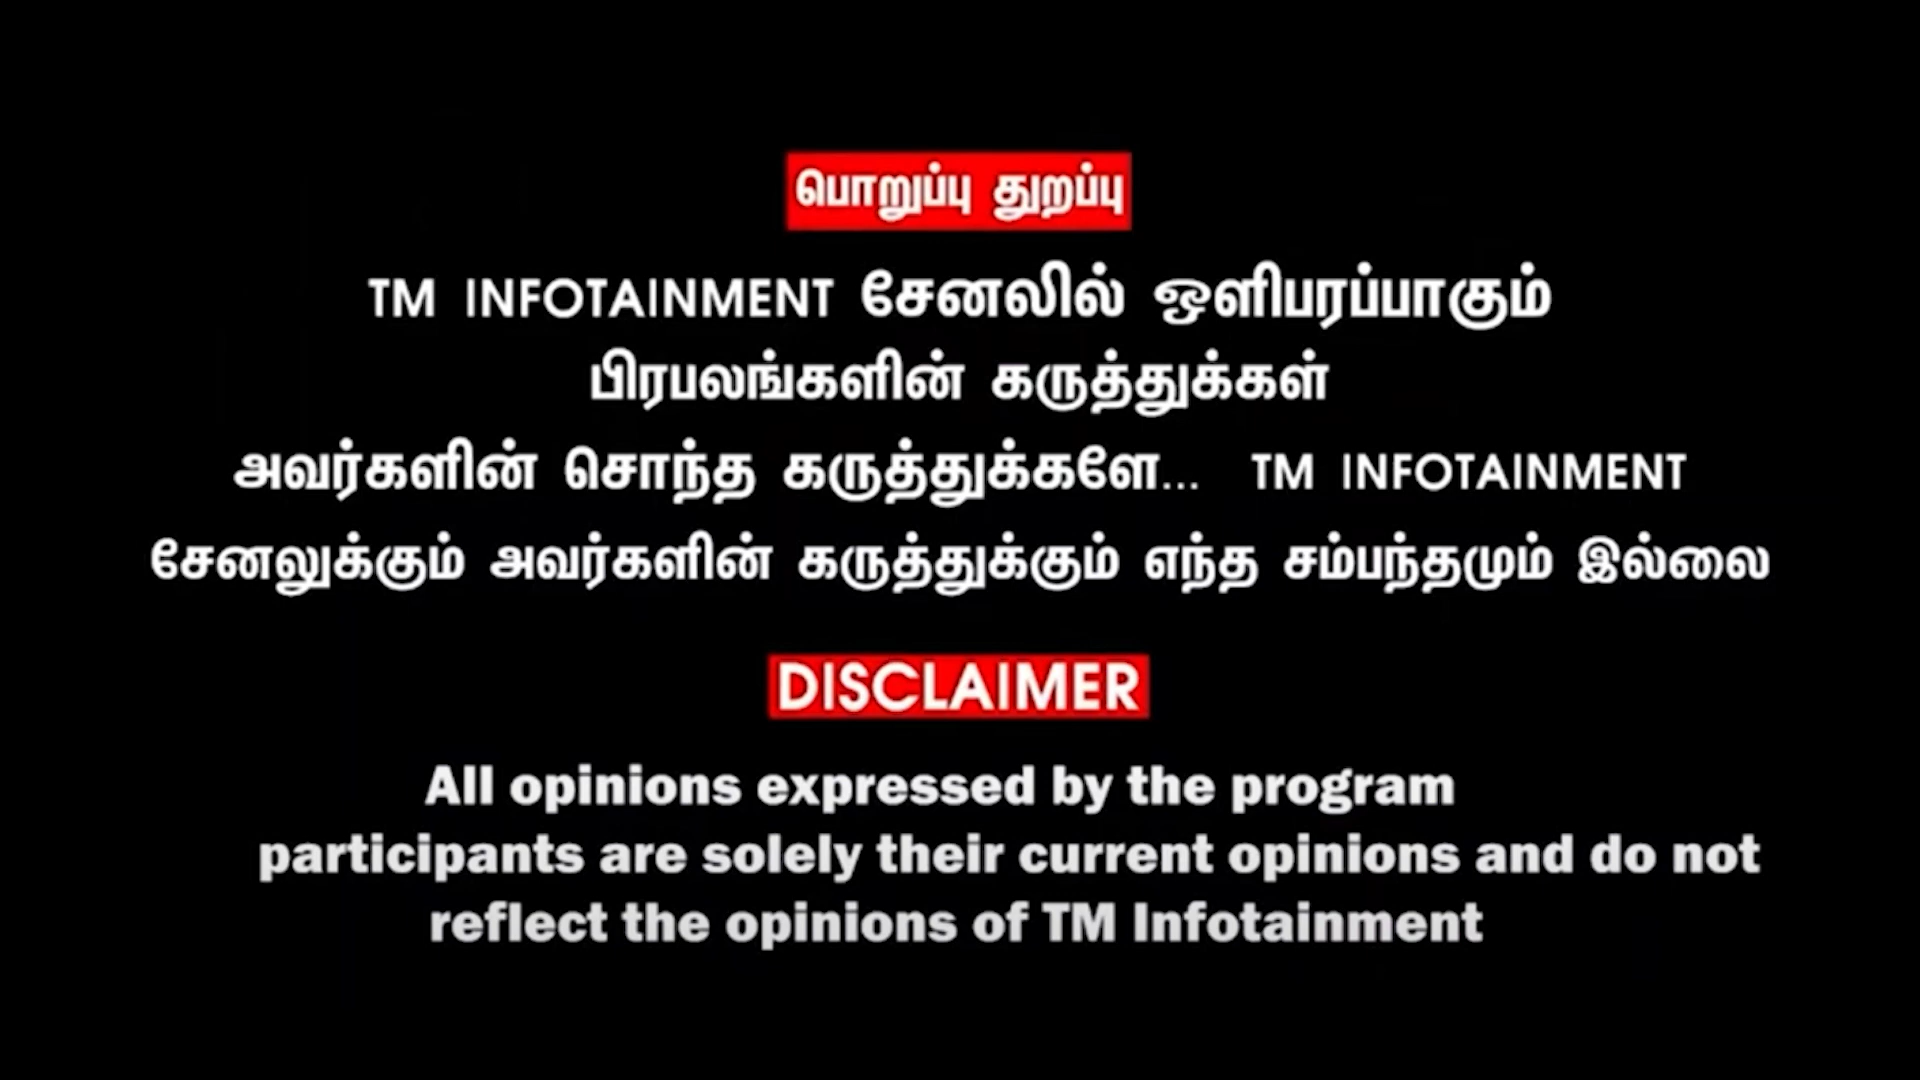 பொறுப்பு துறப்பு
TM INFOTAINMENT சேனலில் ஒளிபரப்பாகும்
பிரபலங்களின் கருத்துக்கள்
அவர்களின் சொந்த கருத்துக்களே... TM INFOTAINMENT
சேனலுக்கும் அவர்களின் கருத்துக்கும் எந்த சம்பந்தமும் இல்லை
DISCLAIMER
All opinions expressed by the program
participants are solely their current opinions and do not
reflect the opinions of TM Infotainment